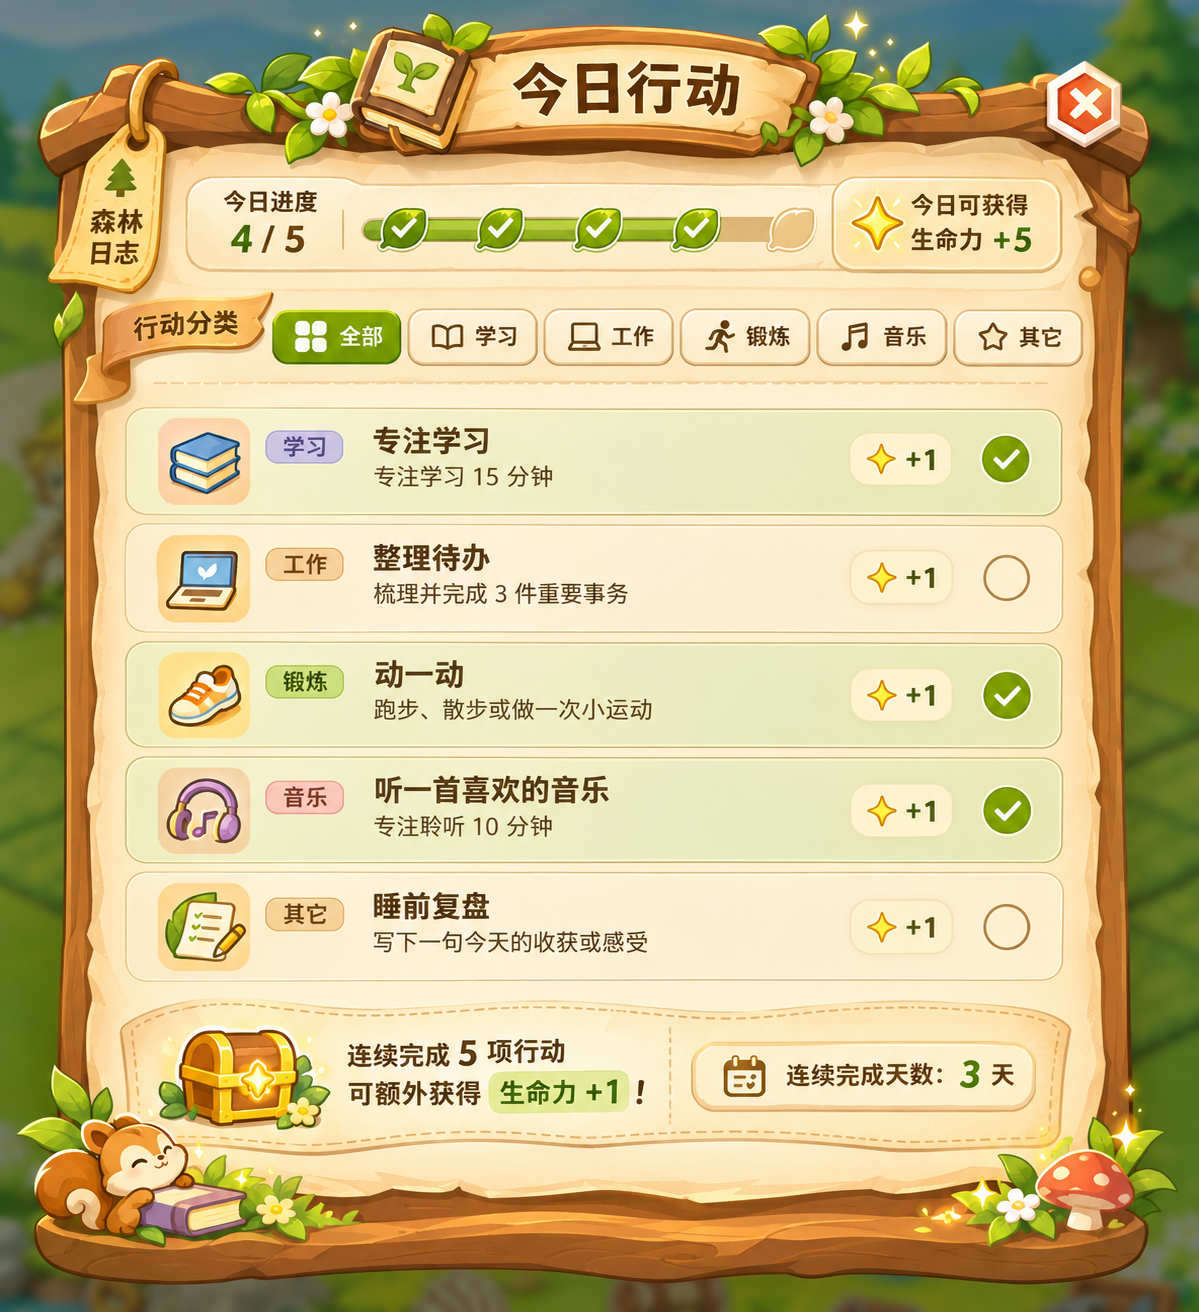 今日行动
森林
日志
今日进度
4 / 5
今日可获得
生命力 +5
行动分类
全部
学习
工作
锻炼
音乐
其它
学习
专注学习
专注学习 15 分钟
+1
工作
整理待办
梳理并完成 3 件重要事务
+1
锻炼
动一动
跑步、散步或做一次小运动
+1
音乐
听一首喜欢的音乐
专注聆听 10 分钟
+1
其它
睡前复盘
写下一句今天的收获或感受
+1
连续完成 5 项行动
可额外获得 生命力 +1 !
连续完成天数: 3 天